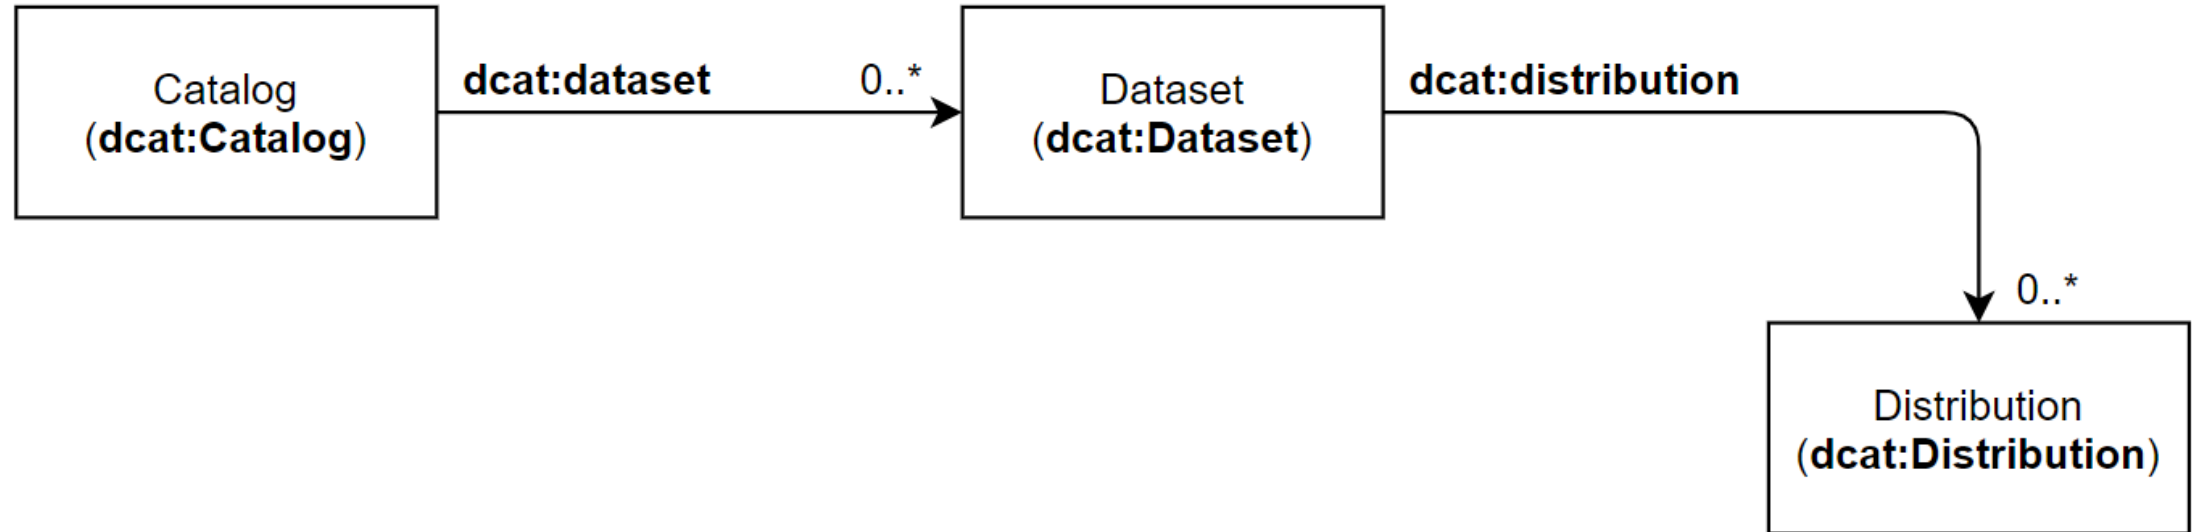 Catalog
(dcat:Catalog)
dcat:dataset
0..*
Dataset
(dcat:Dataset)
dcat:distribution
0..*
Distribution
(dcat:Distribution)